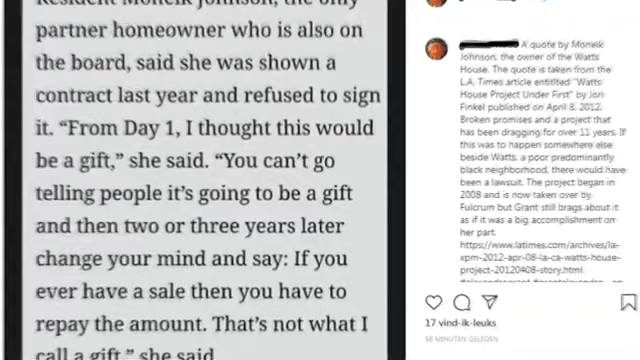 Resident Moneik Johnson, the only
partner homeowner who is also on
the board, said she was shown a
contract last year and refused to sign
it. “From Day 1, I thought this would
be a gift,” she said. “You can’t go
telling people it’s going to be a gift
and then two or three years later
change your mind and say: If you
ever have a sale then you have to
repay the amount. That’s not what I
call a gift,” she said
A quote by Moneik
Johnson, the owner of the Watts
House. The quote is taken from the
L.A. Times article entitled "Watts
House Project Under First" by Jori
Finkel published on April 8, 2012.
Broken promises and a project that
has been dragging for over 11 years. If
this was to happen somewhere else
beside Watts, a poor predominantly
black neighborhood, there would have
been a lawsuit. The project began in
2008 and is now taken over by
Fulcrum but Grant still brags about it
as if it was a big accomplishment on
her part.
https://www.latimes.com/archives/la-
xpm-2012-apr-08-la-ca-watts-house-
project-20120408-story.html
17 vind-ik-leuks
58 MINUTEN GELEDEN